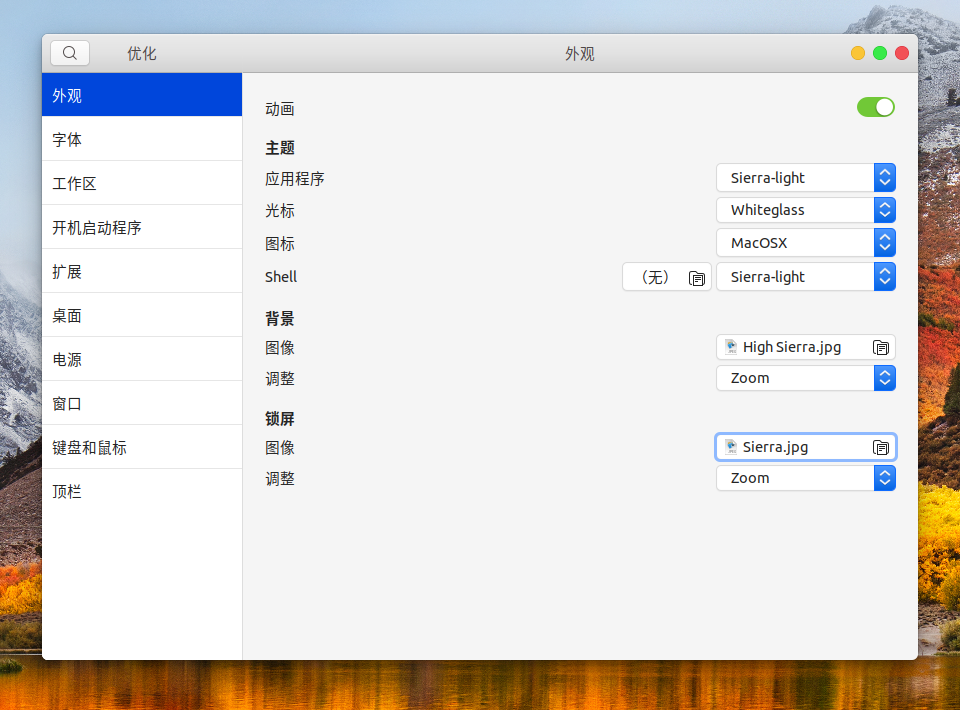 优化
外观
外观
字体
工作区
开机启动程序
扩展
桌面
电源
窗口
键盘和鼠标
顶栏
动画
主题
应用程序 Sierra-light
光标 Whiteglass
图标 MacOSX
Shell （无） Sierra-light
背景
图像 High Sierra.jpg
调整 Zoom
锁屏
图像 Sierra.jpg
调整 Zoom